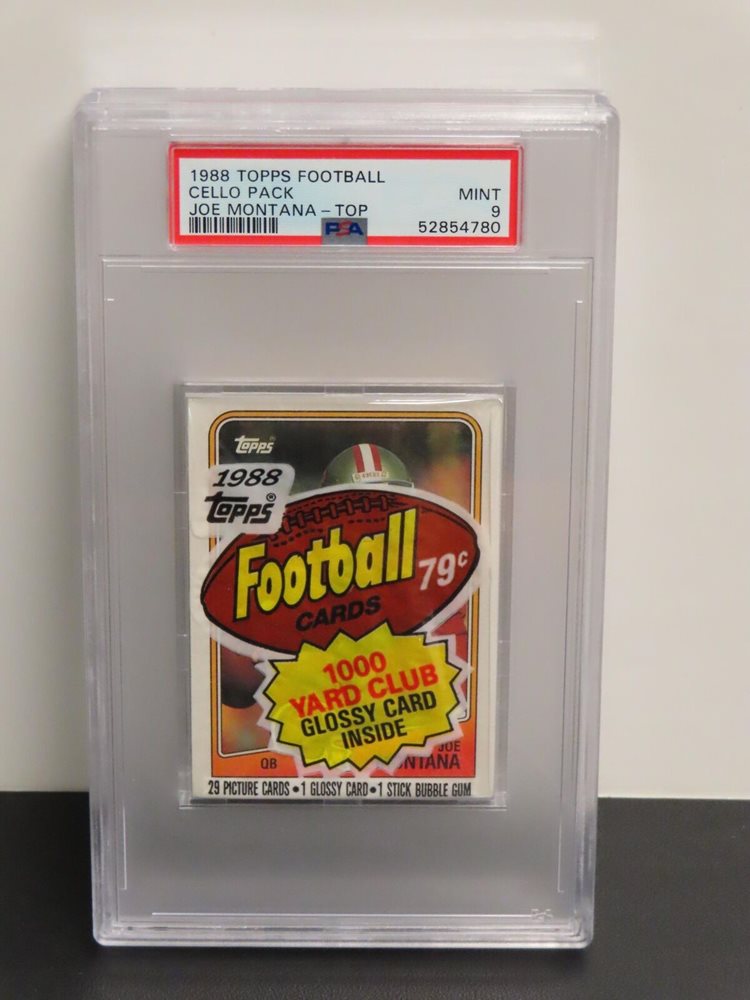 1988 TOPPS FOOTBALL
CELLO PACK MINT
JOE MONTANA - TOP 9
PSA 52854780
Topps
1988
Topps®
Football
79¢
CARDS
1000
YARD CLUB
GLOSSY CARD
INSIDE
JOE
QB
29 PICTURE CARDS • 1 GLOSSY CARD • 1 STICK BUBBLE GUM